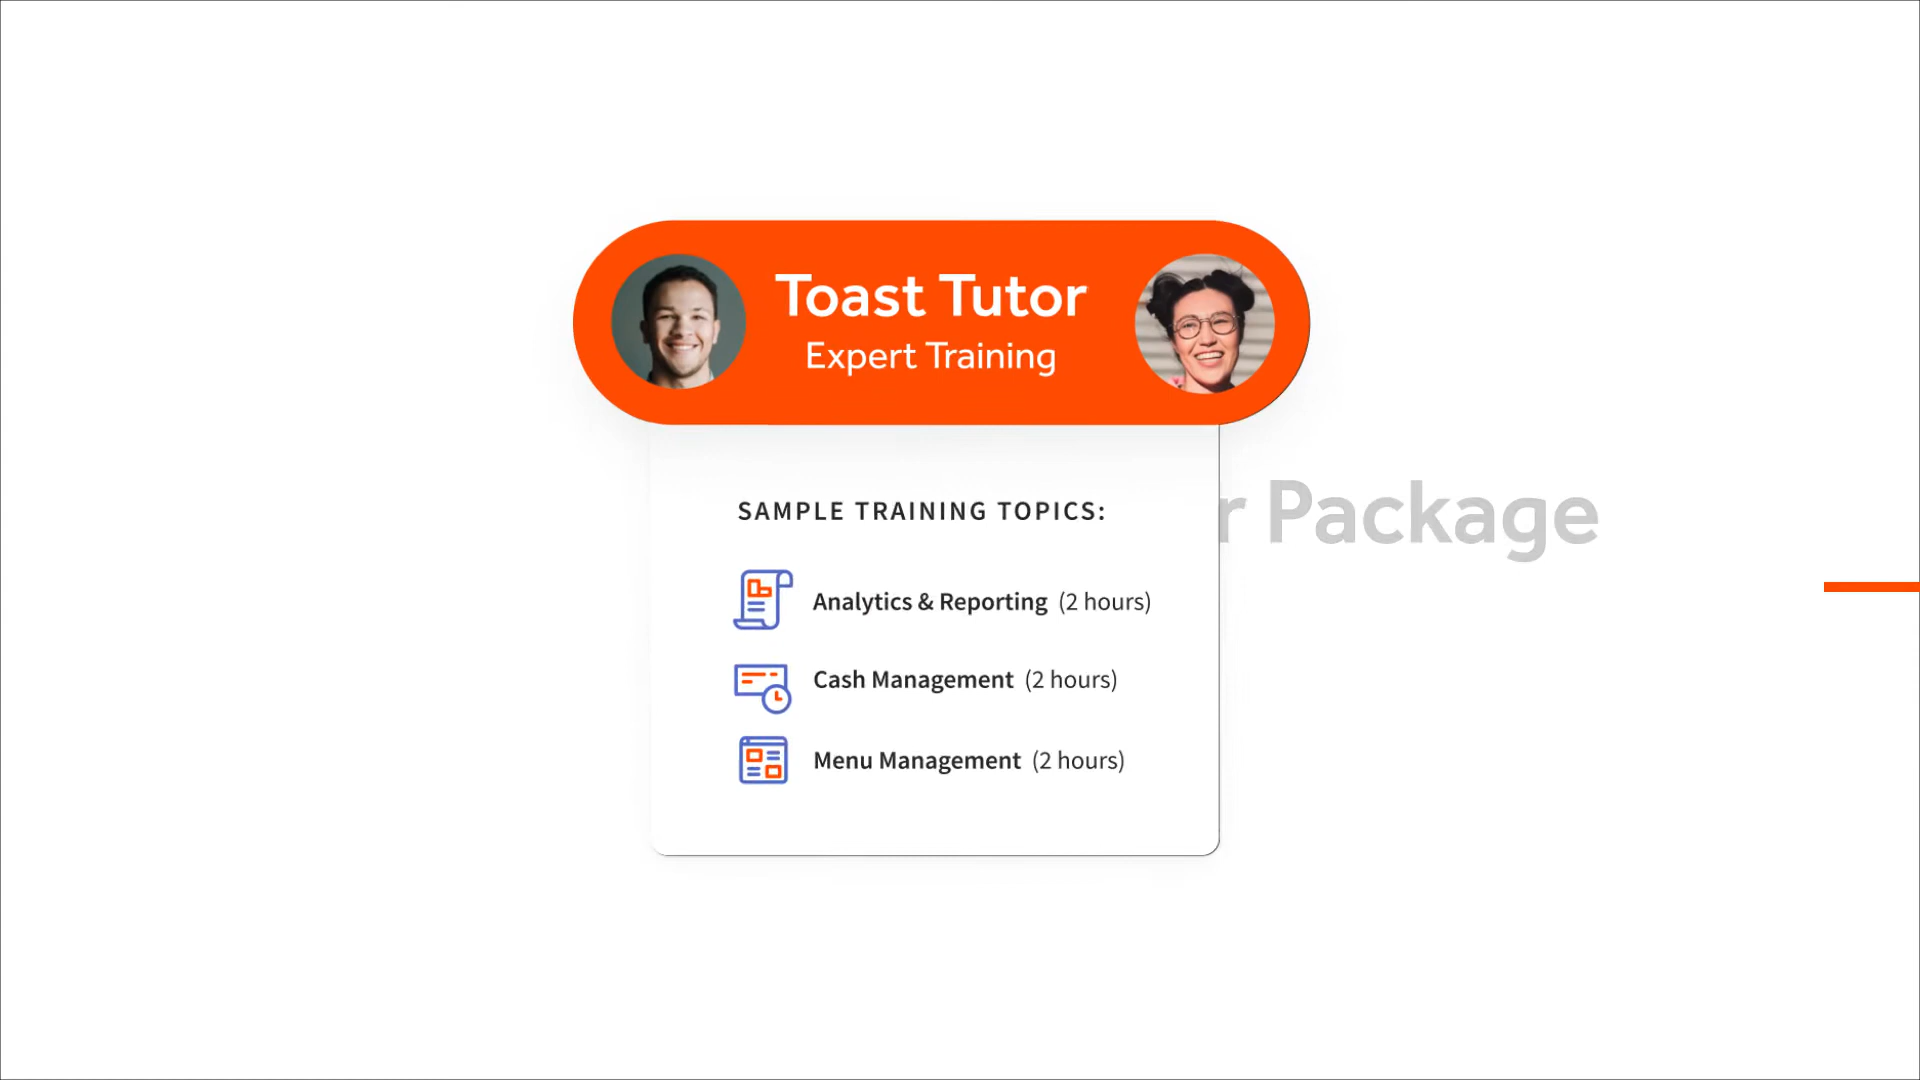 Toast Tutor
Expert Training
SAMPLE TRAINING TOPICS:
Package
Analytics & Reporting (2 hours)
Cash Management (2 hours)
Menu Management (2 hours)